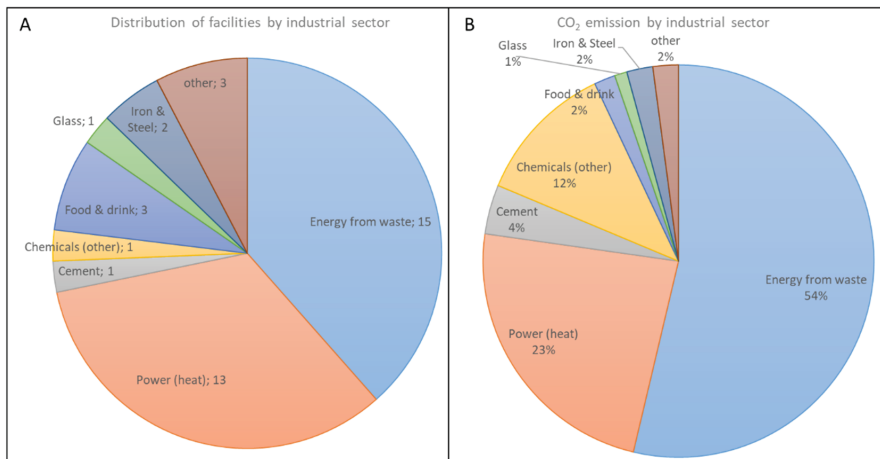 A
Distribution of facilities by industrial sector
other; 3
Iron &
Steel; 2
Glass; 1
Food & drink; 3
Chemicals (other); 1
Cement; 1
Power (heat); 13
Energy from waste; 15
B
CO₂ emission by industrial sector
Glass
1%
Iron & Steel
2%
other
2%
Food & drink
2%
Chemicals (other)
12%
Cement
4%
Power (heat)
23%
Energy from waste
54%